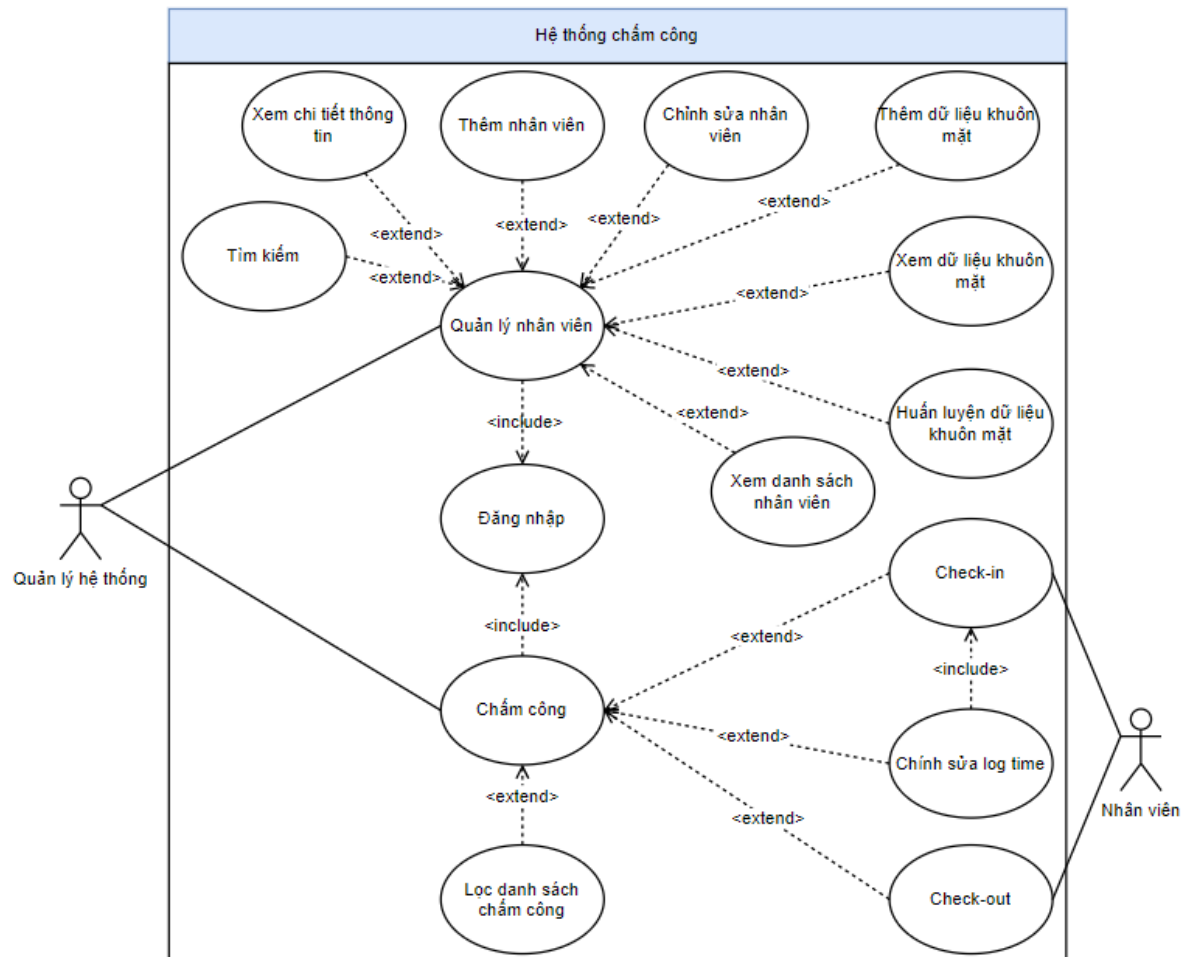 Hệ thống chấm công
Xem chi tiết thông
tin
Thêm nhân viên
Chỉnh sửa nhân
viên
Thêm dữ liệu khuôn
mặt
<extend>
<extend>
<extend>
<extend>
Tìm kiếm
<extend>
Xem dữ liệu khuôn
mặt
<extend>
Quản lý nhân viên
<extend>
Huấn luyện dữ liệu
khuôn mặt
<include>
<extend>
Xem danh sách
nhân viên
Đăng nhập
Quản lý hệ thống
Check-in
<include>
<extend>
<include>
Chấm công
<extend>
Chính sửa log time
Nhân viên
<extend>
<extend>
Lọc danh sách
chấm công
Check-out